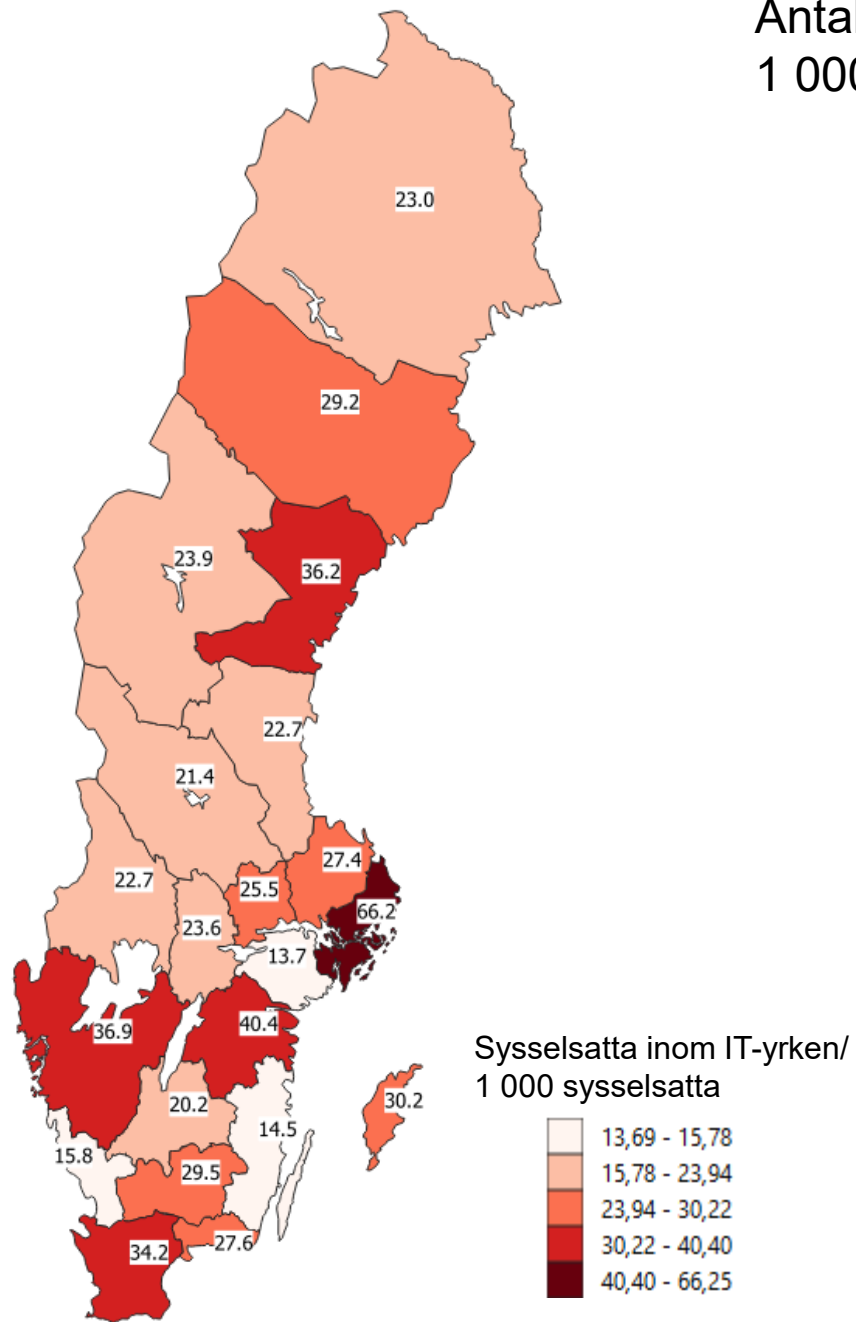 Antal
1 000
23.0
29.2
23.9
36.2
22.7
21.4
27.4
22.7
25.5
66.2
23.6
13.7
40.4
36.9
Sysselsatta inom IT-yrken/
1 000 sysselsatta
20.2
30.2
14.5
15.8
29.5
27.6
34.2
13,69 - 15,78
15,78 - 23,94
23,94 - 30,22
30,22 - 40,40
40,40 - 66,25